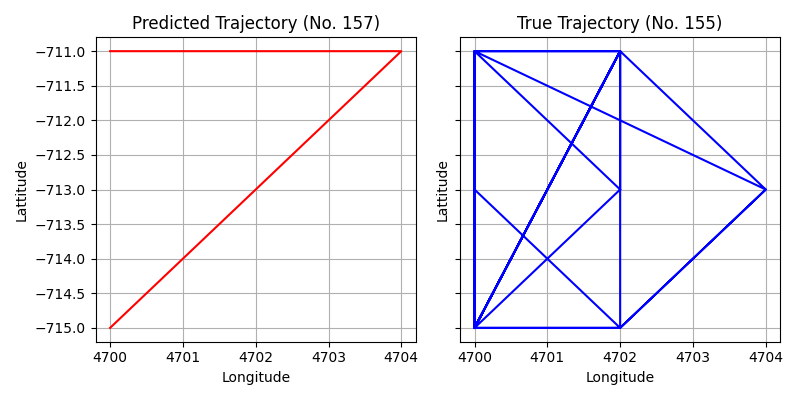 Predicted Trajectory (No. 157)
True Trajectory (No. 155)
−711.0
−711.5
−712.0
−712.5
−713.0
−713.5
−714.0
−714.5
−715.0
Lattitude
Lattitude
4700 4701 4702 4703 4704
4700 4701 4702 4703 4704
Longitude
Longitude